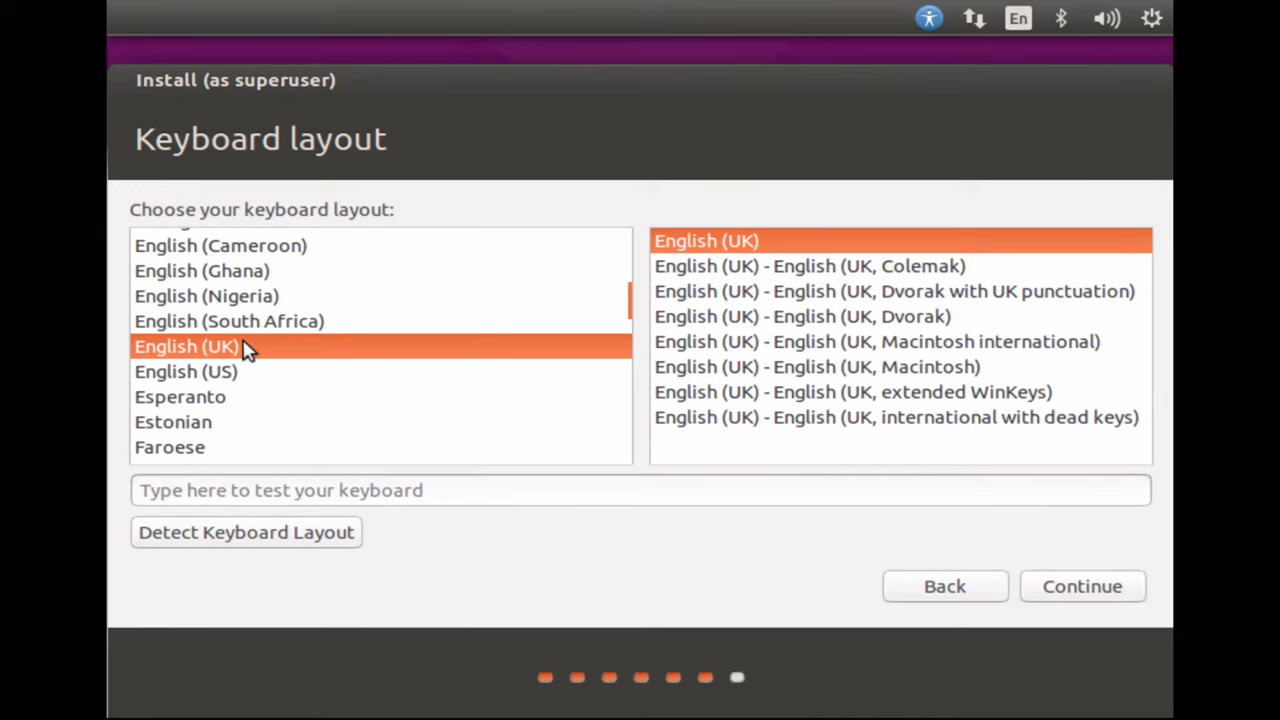 En
Install (as superuser)
Keyboard layout
Choose your keyboard layout:
English (Cameroon)
English (Ghana)
English (Nigeria)
English (South Africa)
English (UK)
English (US)
Esperanto
Estonian
Faroese
English (UK)
English (UK) - English (UK, Colemak)
English (UK) - English (UK, Dvorak with UK punctuation)
English (UK) - English (UK, Dvorak)
English (UK) - English (UK, Macintosh international)
English (UK) - English (UK, Macintosh)
English (UK) - English (UK, extended WinKeys)
English (UK) - English (UK, international with dead keys)
Type here to test your keyboard
Detect Keyboard Layout
Back
Continue